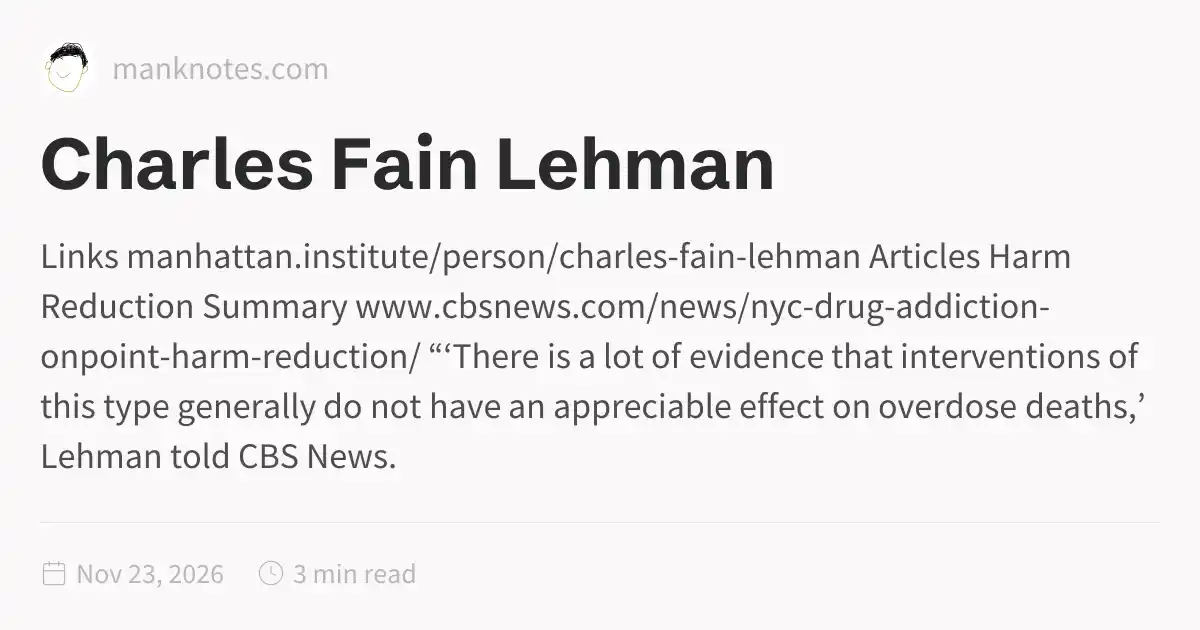 manknotes.com
Charles Fain Lehman
Links manhattan.institute/person/charles-fain-lehman Articles Harm
Reduction Summary www.cbsnews.com/news/nyc-drug-addiction-
onpoint-harm-reduction/ “‘There is a lot of evidence that interventions of
this type generally do not have an appreciable effect on overdose deaths,’
Lehman told CBS News.
Nov 23, 2026 3 min read